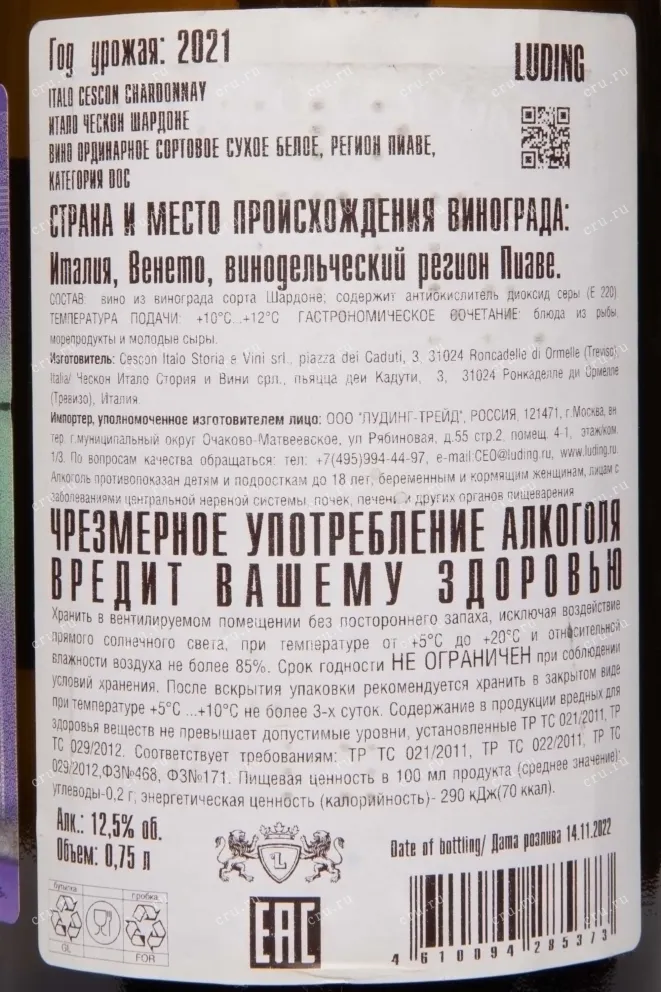 Год урожая: 2021
LUDING
ITALO CESCON CHARDONNAY
ИТАЛО ЧЕСКОН ШАРДОНЕ
ВИНО ОРДИНАРНОЕ СОРТОВОЕ СУХОЕ БЕЛОЕ, РЕГИОН ПИАВЕ,
КАТЕГОРИЯ DOC
СТРАНА И МЕСТО ПРОИСХОЖДЕНИЯ ВИНОГРАДА:
Италия, Венето, винодельческий регион Пиаве.
СОСТАВ: вино из винограда сорта Шардоне; содержит антиокислитель диоксид серы (Е 220)
ТЕМПЕРАТУРА ПОДАЧИ: +10°С...+12°С ГАСТРОНОМИЧЕСКОЕ СОЧЕТАНИЕ: блюда из рыбы,
морепродукты и молодые сыры.
Изготовитель: Cescon Italo Storia e Vini srl., piazza dei Caduti, 3, 31024 Roncadelle di Ormelle (Treviso),
Italia/ Ческон Итало Стория и Вини срл., пьяцца деи Кадути, 3, 31024 Ронкаделле ди Ормелле
(Тревизо), Италия
Импортер, уполномоченное изготовителем лицо: ООО "ЛУДИНГ-ТРЕЙД", РОССИЯ, 121471, г.Москва, вн
тер. г.муниципальный округ Очаково-Матвеевское, ул Рябиновая, д.55 стр.2, помещ. 4-1, этаж/ком.
1/3. По вопросам качества обращаться: тел: +7(495)994-44-97, e-mail:CEO@luding.ru, www.luding.ru.
Алкоголь противопоказан детям и подросткам до 18 лет, беременным и кормящим женщинам, лицам с
заболеваниями центральной нервной системы, почек, печени и других органов пищеварения
ЧРЕЗМЕРНОЕ УПОТРЕБЛЕНИЕ АЛКОГОЛЯ
ВРЕДИТ ВАШЕМУ ЗДОРОВЬЮ
Хранить в вентилируемом помещении без постороннего запаха, исключая воздействие
прямого солнечного света, при температуре от +5°С до +20°С и относительной
влажности воздуха не более 85%. Срок годности НЕ ОГРАНИЧЕН при соблюдении
условий хранения. После вскрытия упаковки рекомендуется хранить в закрытом виде
при температуре +5°С ...+10°С не более 3-х суток. Содержание в продукции вредных для
здоровья веществ не превышает допустимые уровни, установленные ТР ТС 021/2011, ТР
ТС 029/2012. Соответствует требованиям: ТР ТС 021/2011, ТР ТС 022/2011, ТР ТС
029/2012,ФЗ№468, ФЗ№171. Пищевая ценность в 100 мл продукта (среднее значение):
углеводы-0,2 г; энергетическая ценность (калорийность)- 290 кДж(70 ккал).
Алк.: 12,5% об.
Объем: 0,75 л
Date of bottling/ Дата розлива 14.11.2022
L
бутылка
пробка
GL
FOR
EAC
4 610094 285373